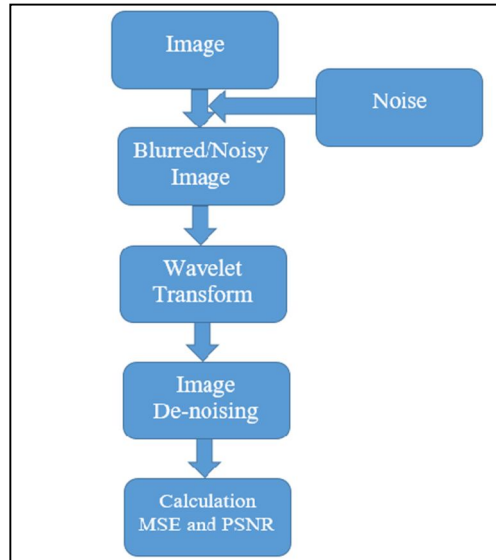 Image
Noise
Blurred/Noisy
Image
Wavelet
Transform
Image
De-noising
Calculation
MSE and PSNR